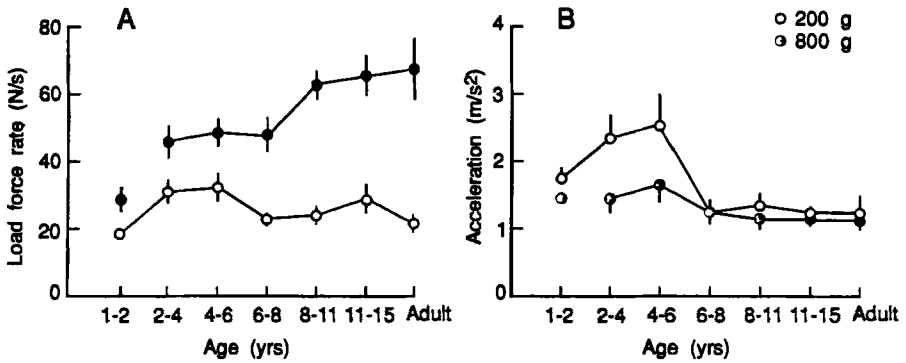 A
80
60
40
20
0
Load force rate (N/s)
1-2 2-4 4-6 6-8 8-11 11-15 Adult
Age (yrs)
B
200 g
800 g
4
3
2
1
0
Acceleration (m/s²)
1-2 2-4 4-6 6-8 8-11 11-15 Adult
Age (yrs)